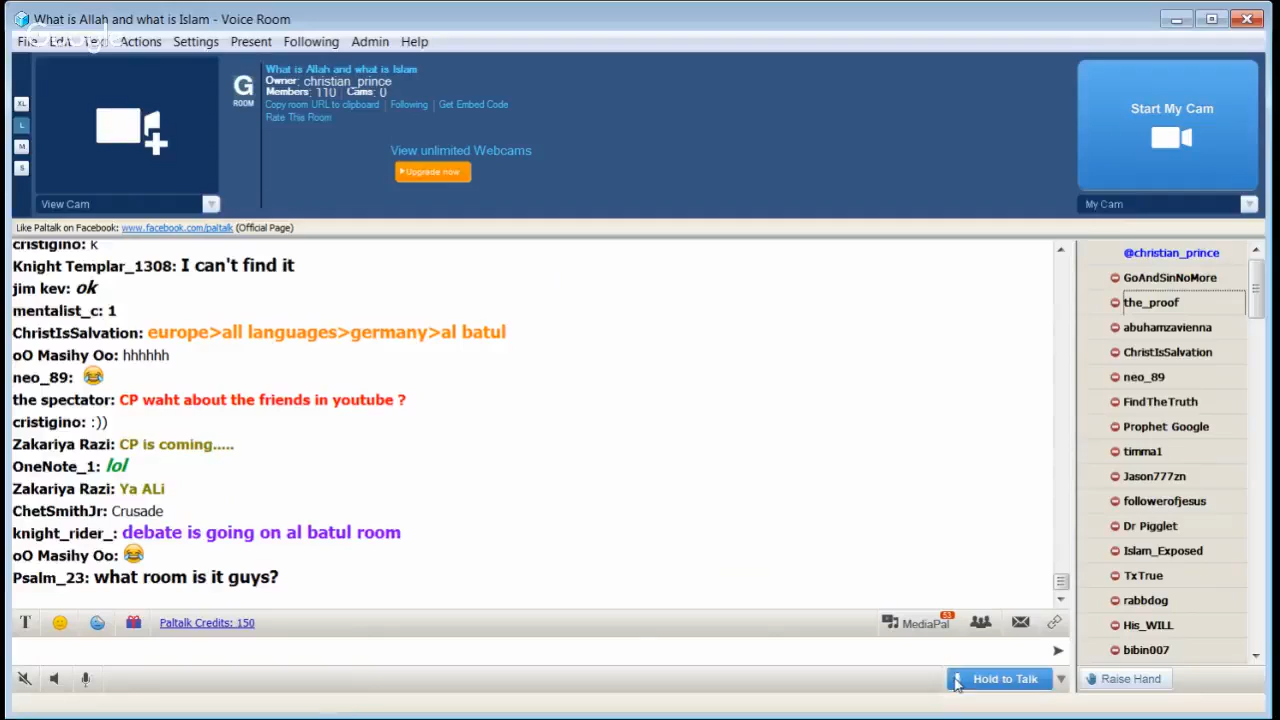 What is Allah and what is Islam - Voice Room
Google
File Edit Text Actions Settings Present Following Admin Help
XL
L
M
S
View Cam
G
ROOM
What is Allah and what is Islam
Owner: christian_prince
Members: 110 Cams: 0
Copy room URL to clipboard | Following | Get Embed Code
Rate This Room
View unlimited Webcams
Upgrade now
Start My Cam
My Cam
Like Paltalk on Facebook: www.facebook.com/paltalk (Official Page)
cristigino: k
Knight Templar_1308: I can't find it
jim kev: ok
mentalist_c: 1
ChristIsSalvation: europe>all languages>germany>al batul
oO Masihy Oo: hhhhhh
neo_89: 😂
the spectator: CP waht about the friends in youtube ?
cristigino: :))
Zakariya Razi: CP is coming.....
OneNote_1: lol
Zakariya Razi: Ya ALi
ChetSmithJr: Crusade
knight_rider_: debate is going on al batul room
oO Masihy Oo: 😂
Psalm_23: what room is it guys?
@christian_prince
GoAndSinNoMore
the_proof
abuhamzavienna
ChristIsSalvation
neo_89
FindTheTruth
Prophet Google
timma1
Jason777zn
followerofjesus
Dr Pigglet
Islam_Exposed
TxTrue
rabbdog
His_WILL
bibin007
T
Paltalk Credits: 150
MediaPal
53
Hold to Talk
Raise Hand